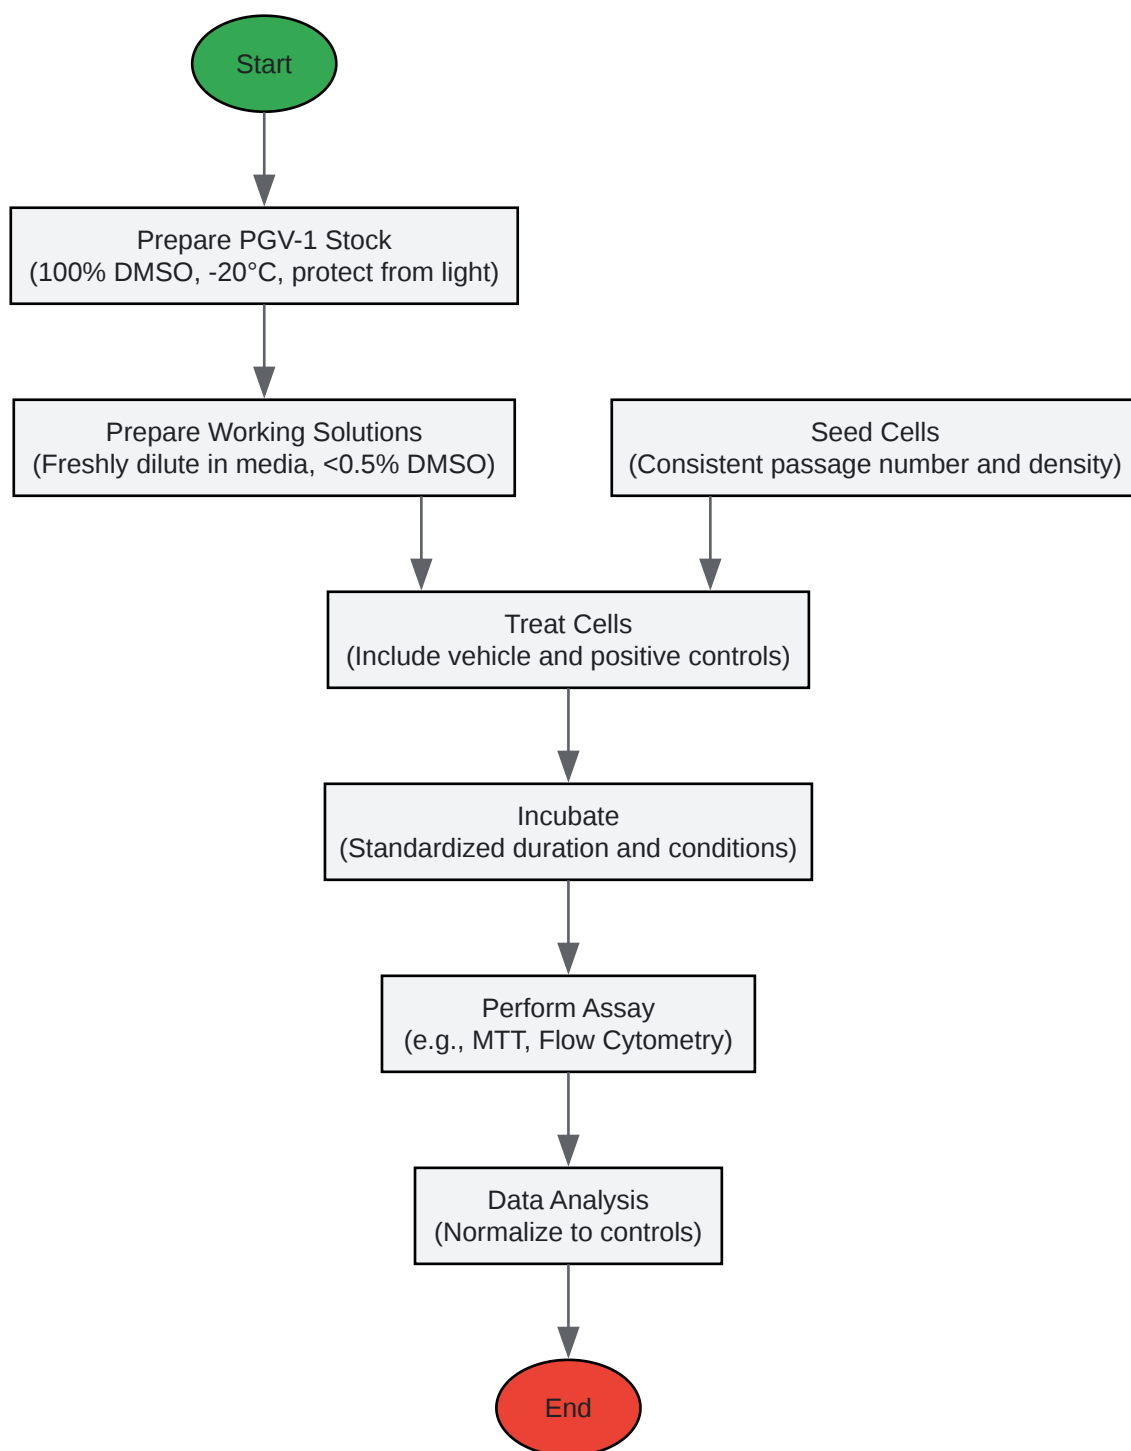 Start
Prepare PGV-1 Stock
(100% DMSO, -20°C, protect from light)
Prepare Working Solutions
(Freshly dilute in media, <0.5% DMSO)
Seed Cells
(Consistent passage number and density)
Treat Cells
(Include vehicle and positive controls)
Incubate
(Standardized duration and conditions)
Perform Assay
(e.g., MTT, Flow Cytometry)
Data Analysis
(Normalize to controls)
End